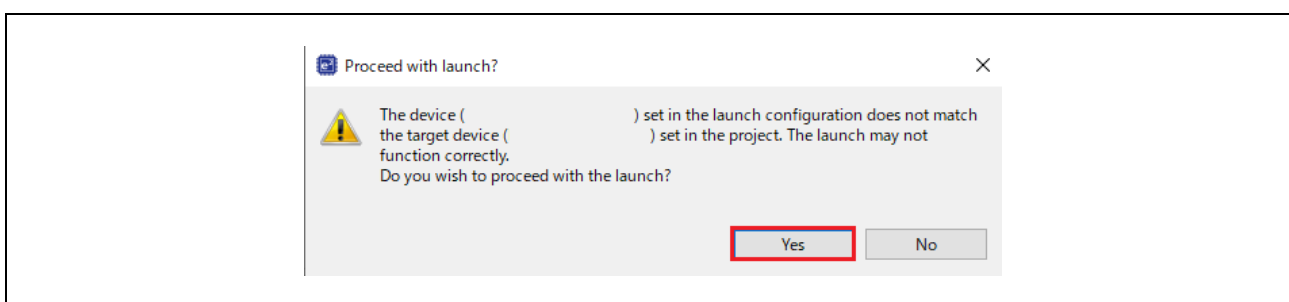 e²
Proceed with launch?
The device ( ) set in the launch configuration does not match
the target device ( ) set in the project. The launch may not
function correctly.
Do you wish to proceed with the launch?
Yes
No